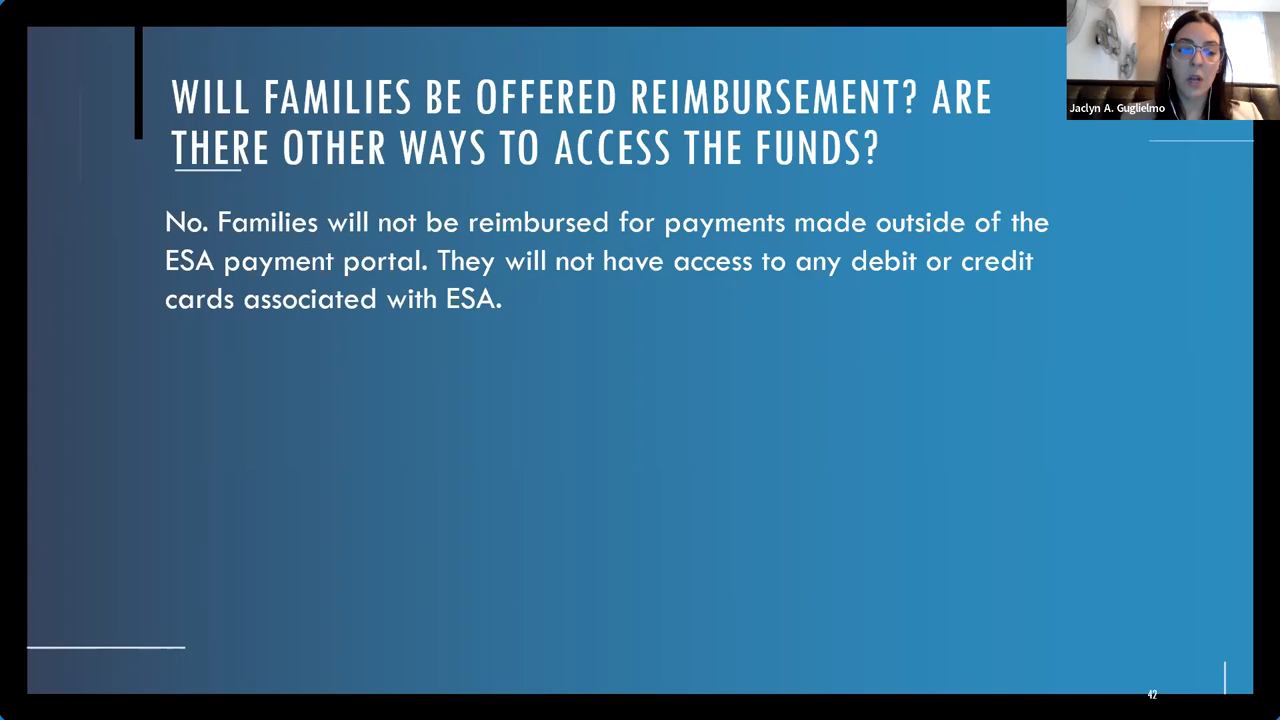 WILL FAMILIES BE OFFERED REIMBURSEMENT? ARE
THERE OTHER WAYS TO ACCESS THE FUNDS?
Jaclyn A. Guglielmo
No. Families will not be reimbursed for payments made outside of the
ESA payment portal. They will not have access to any debit or credit
cards associated with ESA.
42